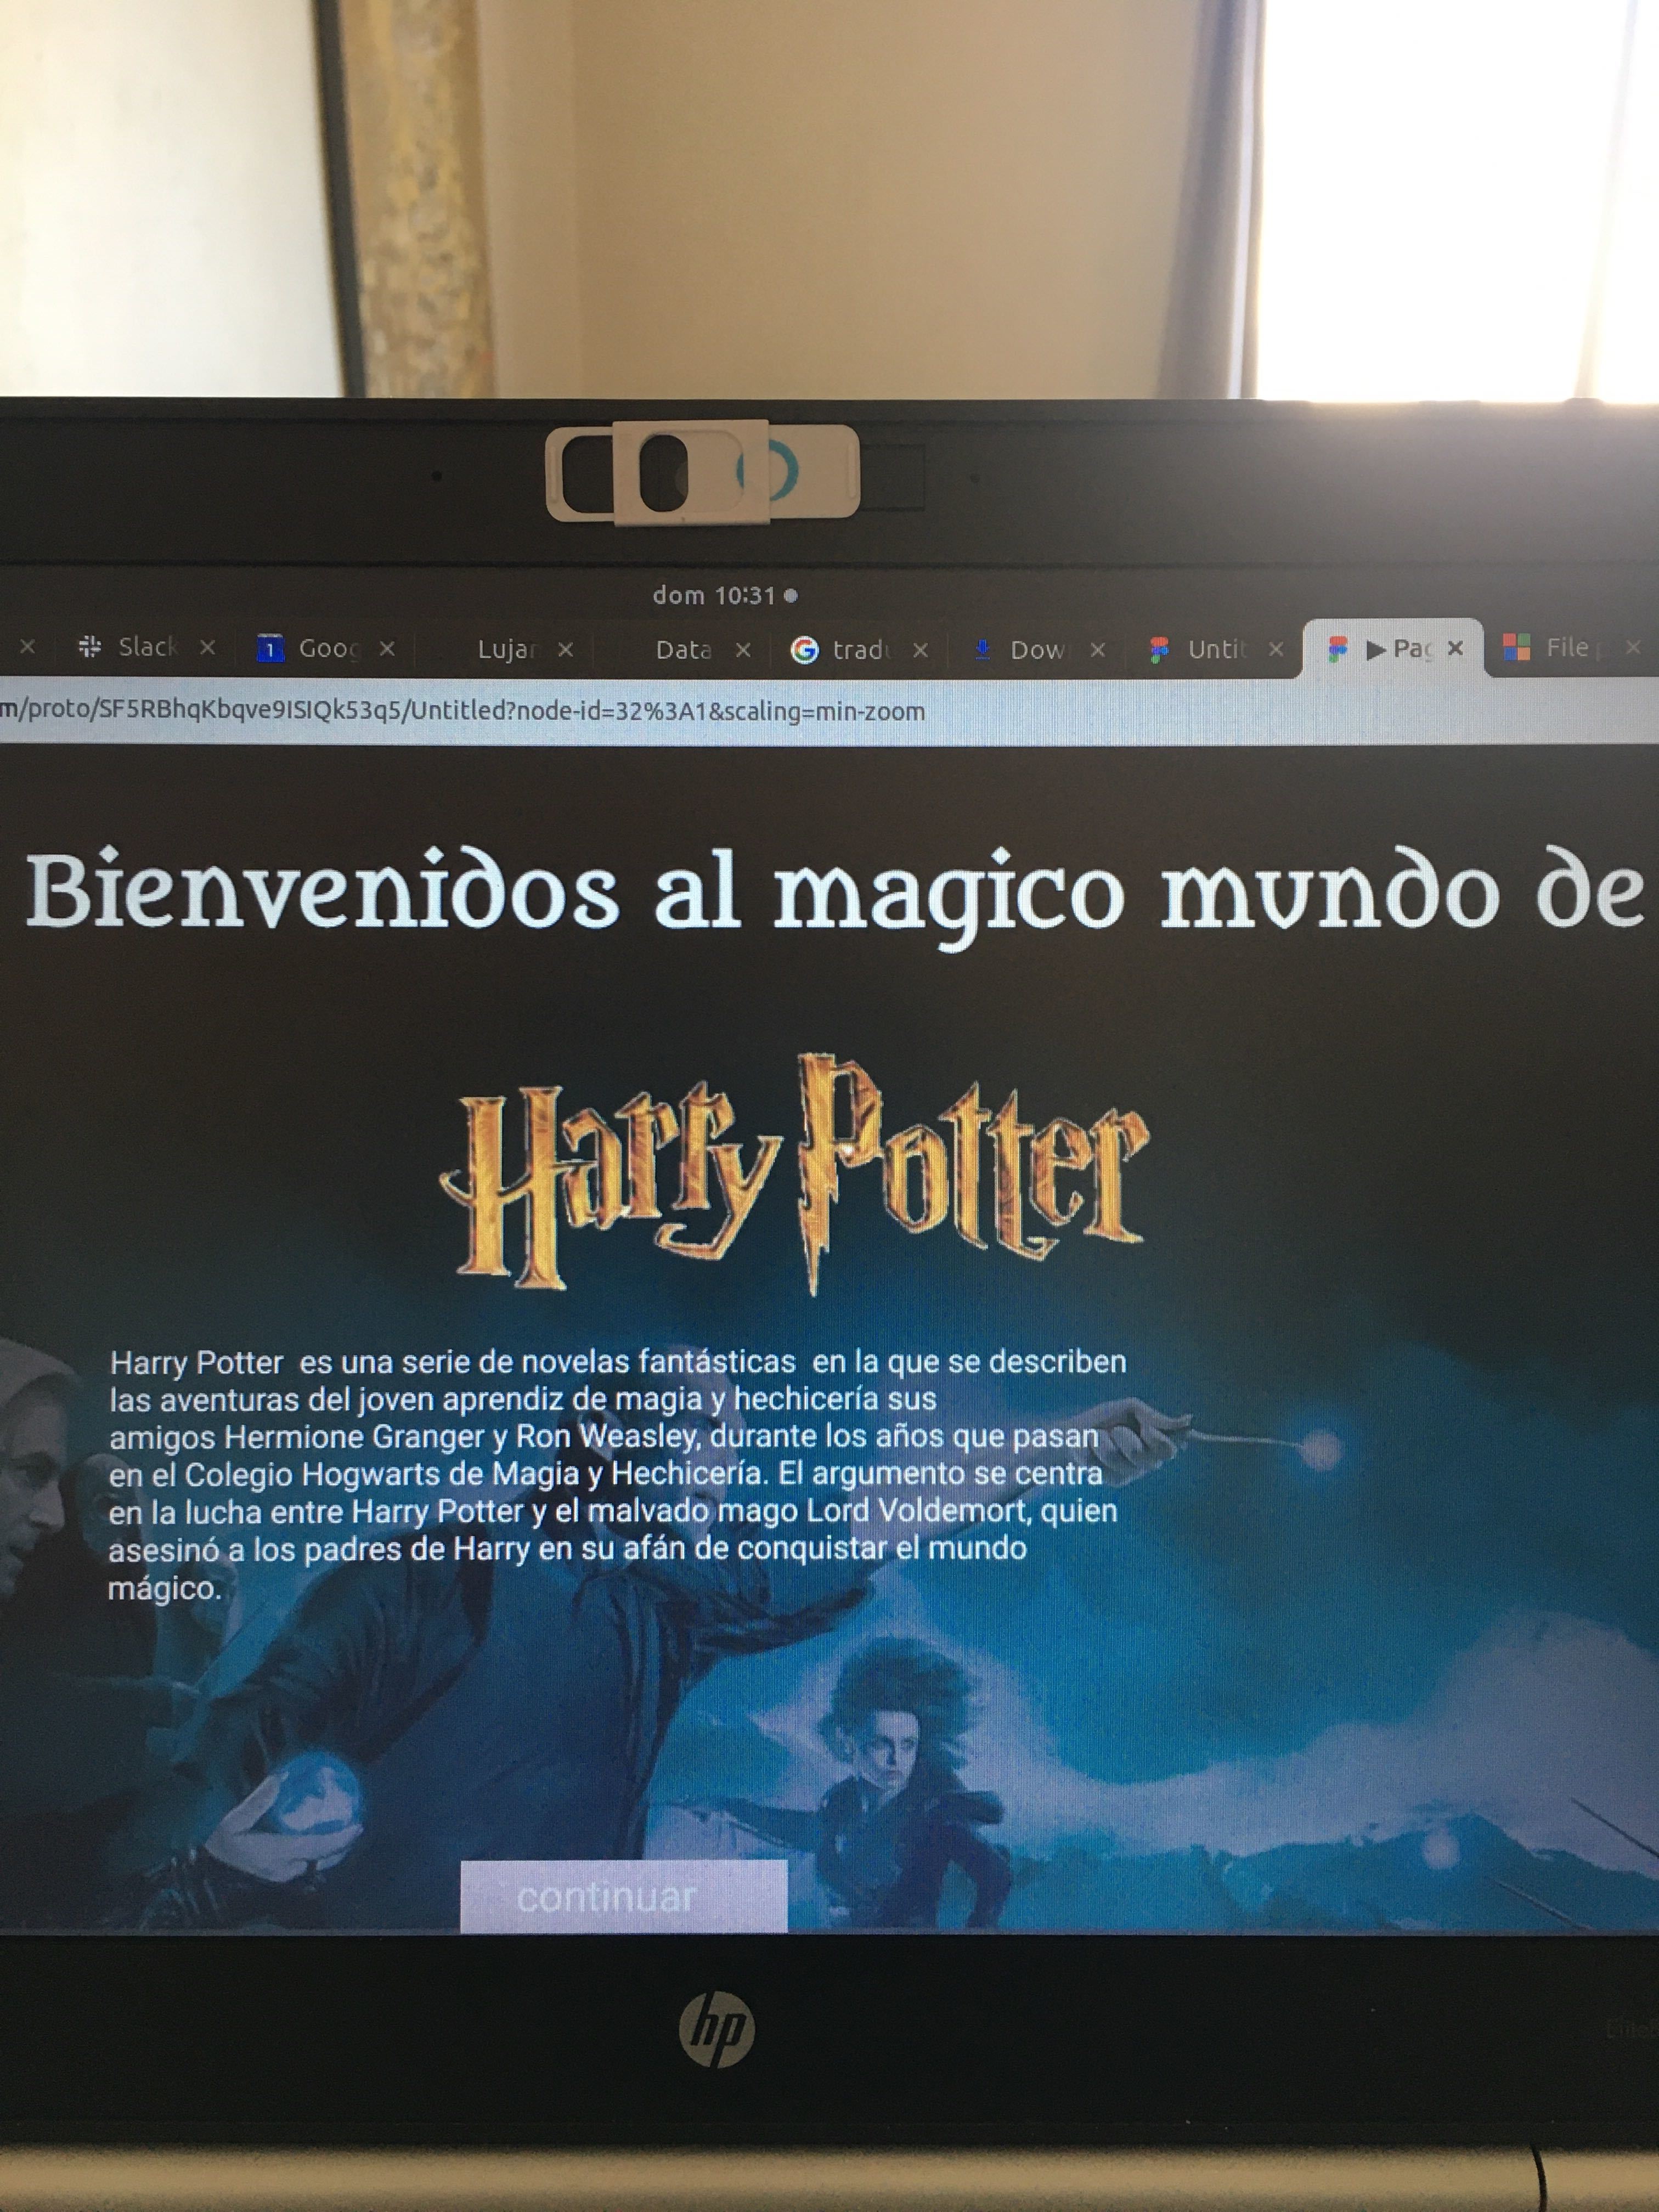 dom 10:31
Slack Goog Lujar Data tradu Dow Untit ▶ Pag File
m/proto/SF5RBhqKbqve9ISIQk53q5/Untitled?node-id=32%3A1&scaling=min-zoom
Bienvenidos al magico mundo de
Harry Potter
Harry Potter es una serie de novelas fantásticas en la que se describen
las aventuras del joven aprendiz de magia y hechicería sus
amigos Hermione Granger y Ron Weasley, durante los años que pasan
en el Colegio Hogwarts de Magia y Hechicería. El argumento se centra
en la lucha entre Harry Potter y el malvado mago Lord Voldemort, quien
asesinó a los padres de Harry en su afán de conquistar el mundo
mágico.
continuar
hp